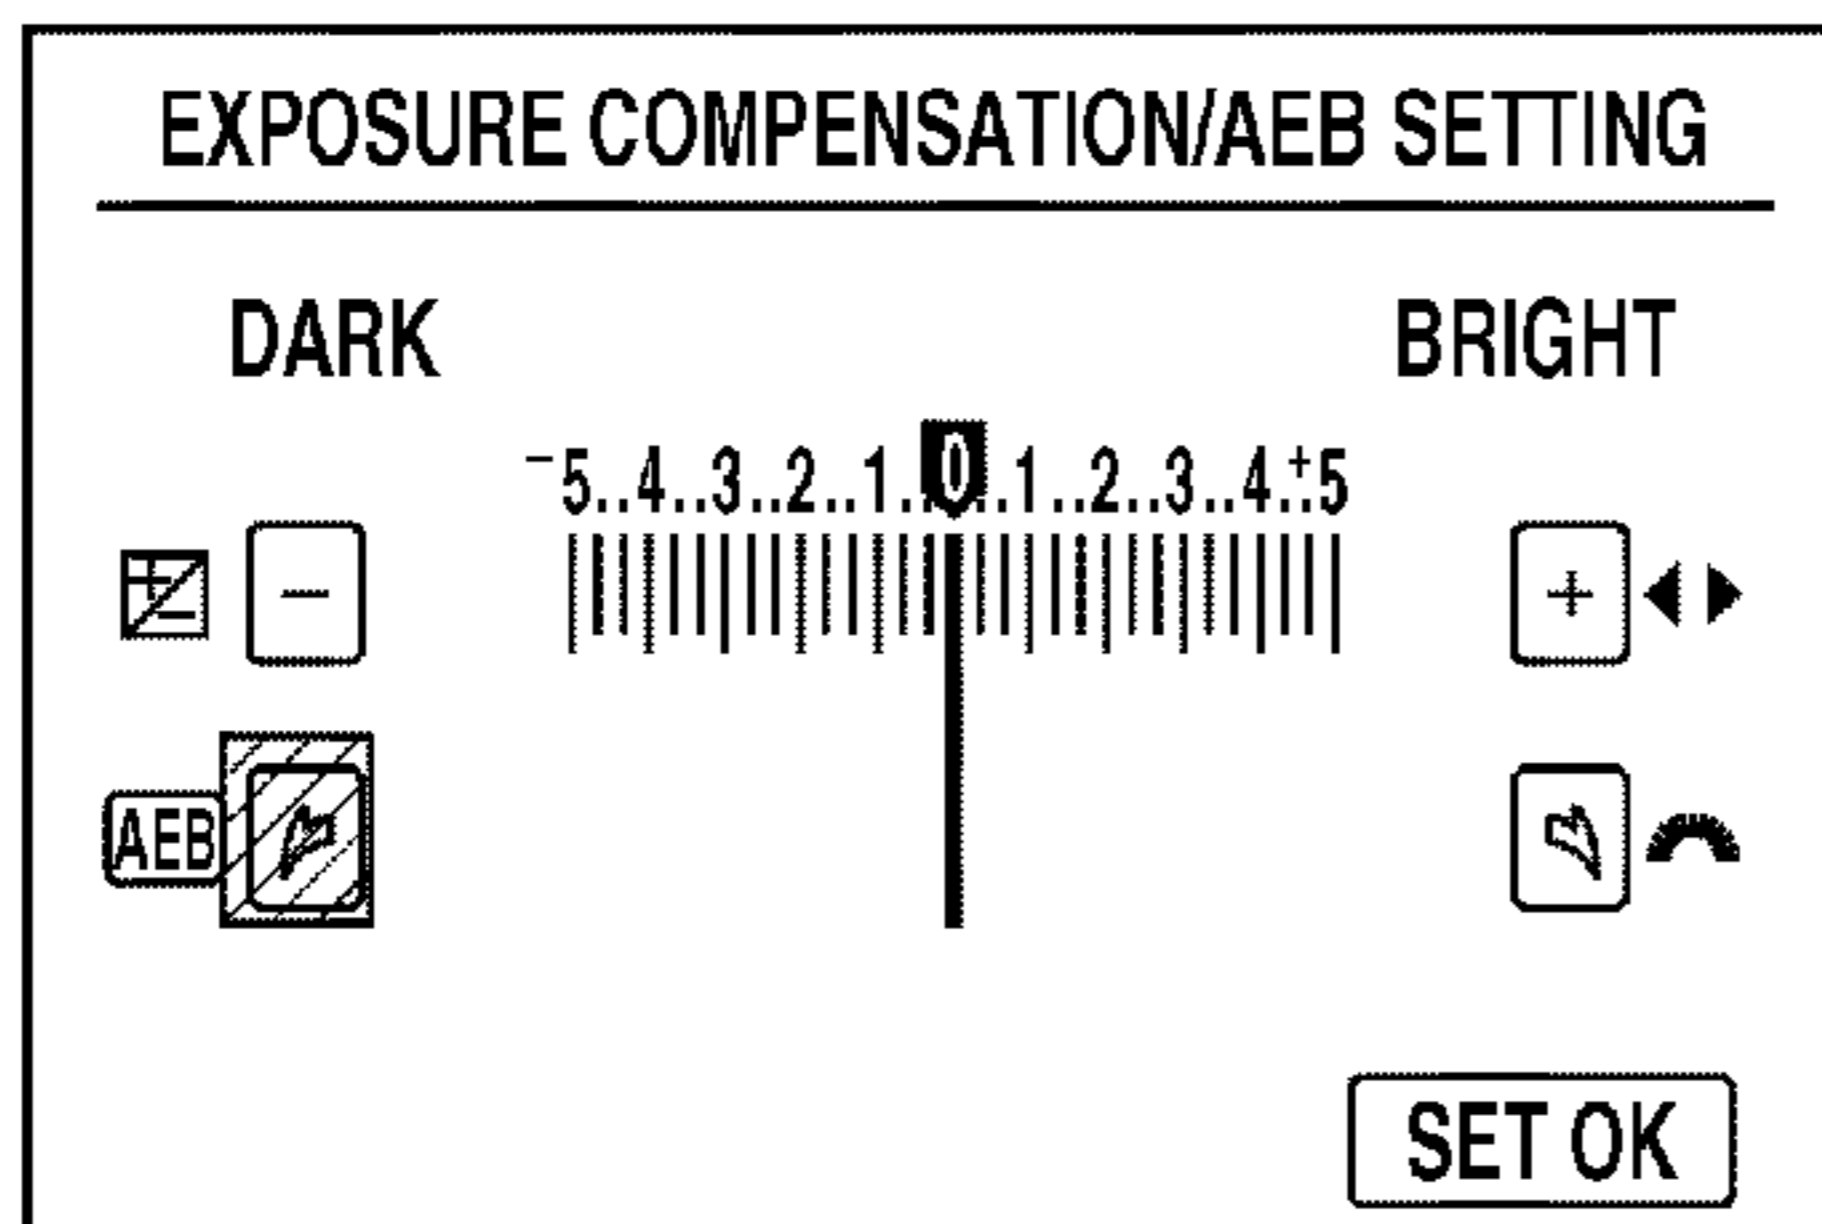 EXPOSURE COMPENSATION/AEB SETTING
DARK BRIGHT
-5..4..3..2..1..0..1..2..3..4..+5
- +
AEB
SET OK